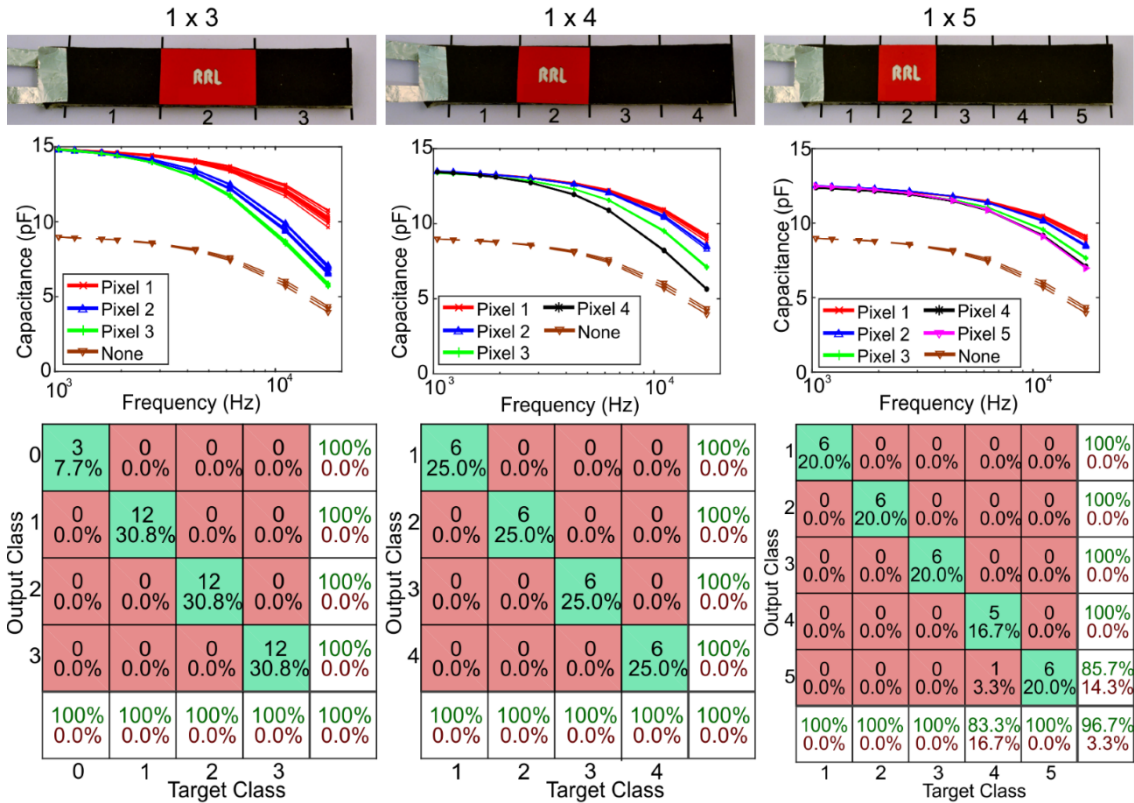 1 x 3
1 x 4
1 x 5
RRL
1 2 3
RRL
1 2 3 4
RRL
1 2 3 4 5
15
10
5
0
Capacitance (pF)
Pixel 1
Pixel 2
Pixel 3
None
10^3 10^4
Frequency (Hz)
15
10
5
0
Capacitance (pF)
Pixel 1 Pixel 4
Pixel 2 None
Pixel 3
10^3 10^4
Frequency (Hz)
15
10
5
0
Capacitance (pF)
Pixel 1 Pixel 4
Pixel 2 Pixel 5
Pixel 3 None
10^3 10^4
Frequency (Hz)
Output Class
0 3 0 0 0 100%
7.7% 0.0% 0.0% 0.0% 0.0%
1 0 12 0 0 100%
0.0% 30.8% 0.0% 0.0% 0.0%
2 0 0 12 0 100%
0.0% 0.0% 30.8% 0.0% 0.0%
3 0 0 0 12 100%
0.0% 0.0% 0.0% 30.8% 0.0%
100% 100% 100% 100% 100%
0.0% 0.0% 0.0% 0.0% 0.0%
0 1 2 3
Target Class
Output Class
1 6 0 0 0 100%
25.0% 0.0% 0.0% 0.0% 0.0%
2 0 6 0 0 100%
0.0% 25.0% 0.0% 0.0% 0.0%
3 0 0 6 0 100%
0.0% 0.0% 25.0% 0.0% 0.0%
4 0 0 0 6 100%
0.0% 0.0% 0.0% 25.0% 0.0%
100% 100% 100% 100% 100%
0.0% 0.0% 0.0% 0.0% 0.0%
1 2 3 4
Target Class
Output Class
1 6 0 0 0 0 100%
20.0% 0.0% 0.0% 0.0% 0.0% 0.0%
2 0 6 0 0 0 100%
0.0% 20.0% 0.0% 0.0% 0.0% 0.0%
3 0 0 6 0 0 100%
0.0% 0.0% 20.0% 0.0% 0.0% 0.0%
4 0 0 0 5 0 100%
0.0% 0.0% 0.0% 16.7% 0.0% 0.0%
5 0 0 0 1 6 85.7%
0.0% 0.0% 0.0% 3.3% 20.0% 14.3%
100% 100% 100% 83.3% 100% 96.7%
0.0% 0.0% 0.0% 16.7% 0.0% 3.3%
1 2 3 4 5
Target Class